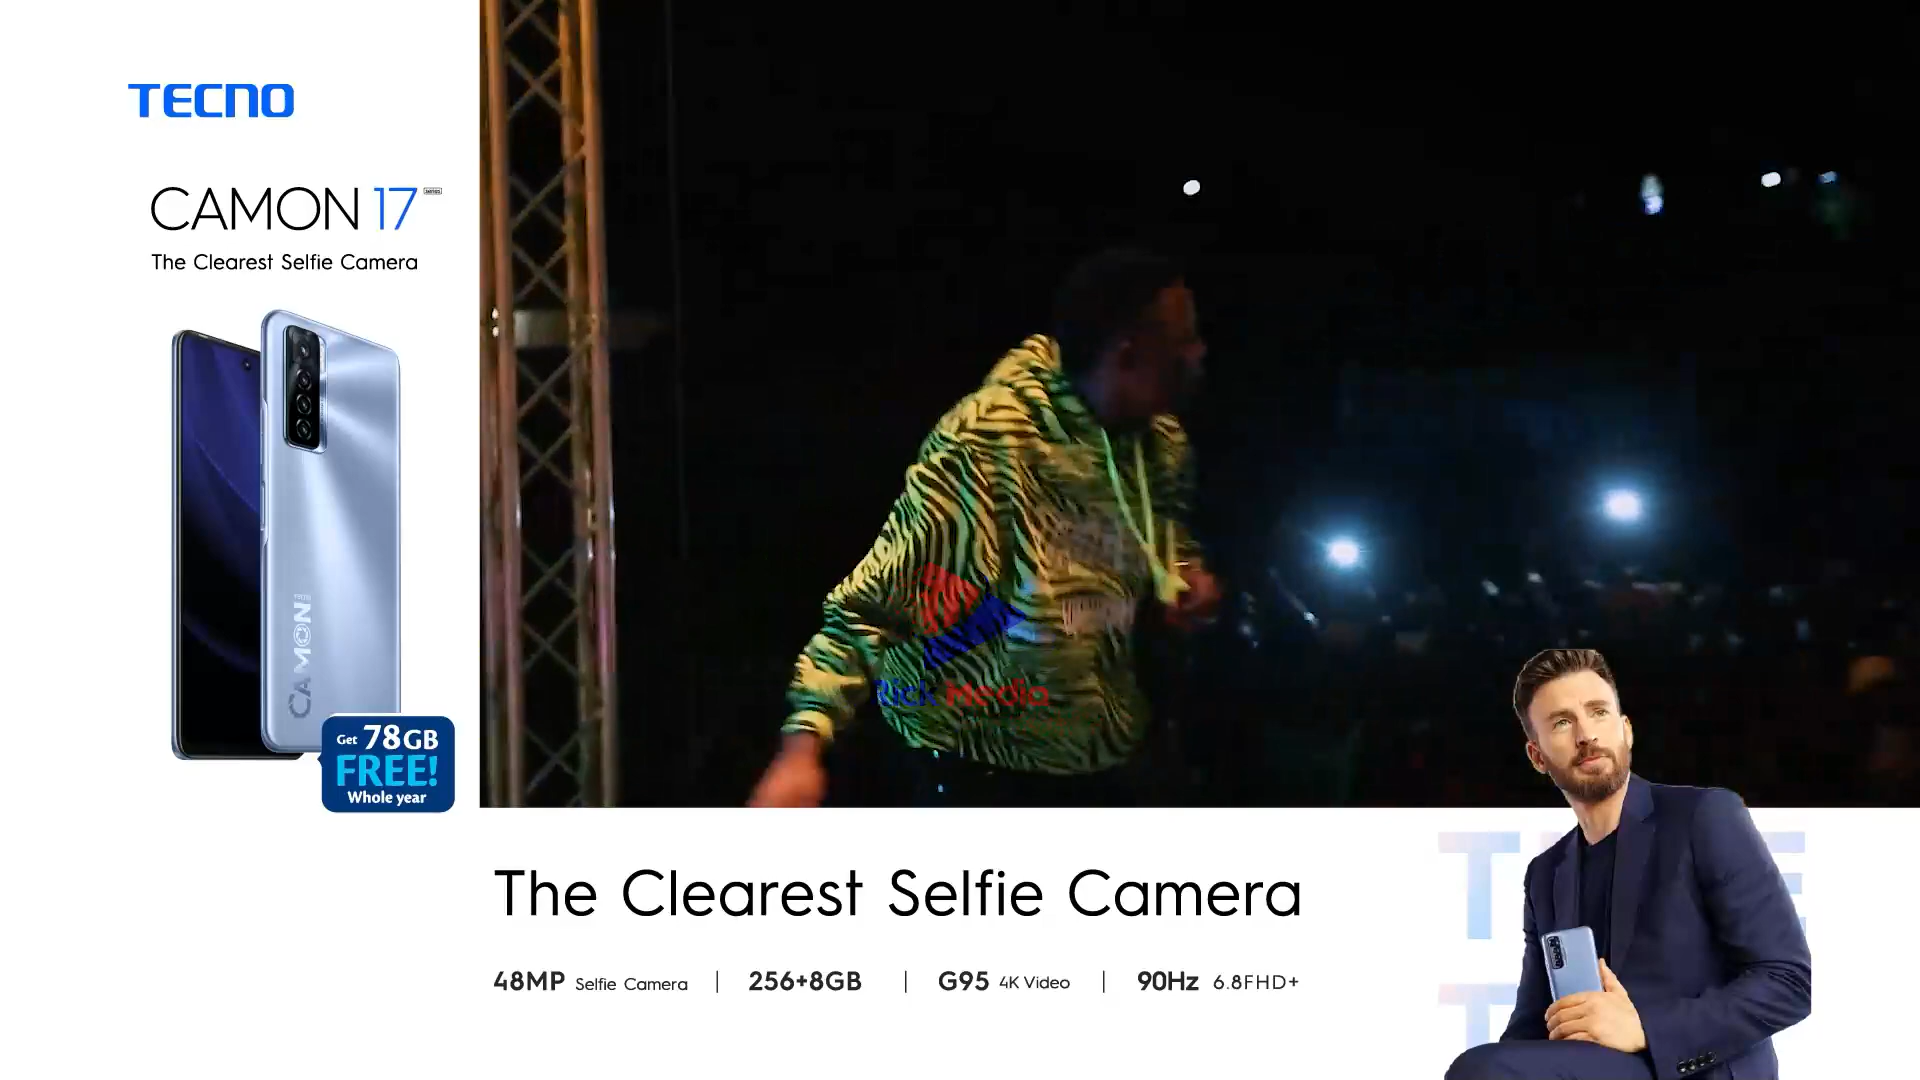 TECNO
CAMON 17
The Clearest Selfie Camera
CAMON
Get 78GB
FREE!
Whole year
Rick Media
The Clearest Selfie Camera
48MP Selfie Camera | 256+8GB | G95 4K Video | 90Hz 6.8FHD+